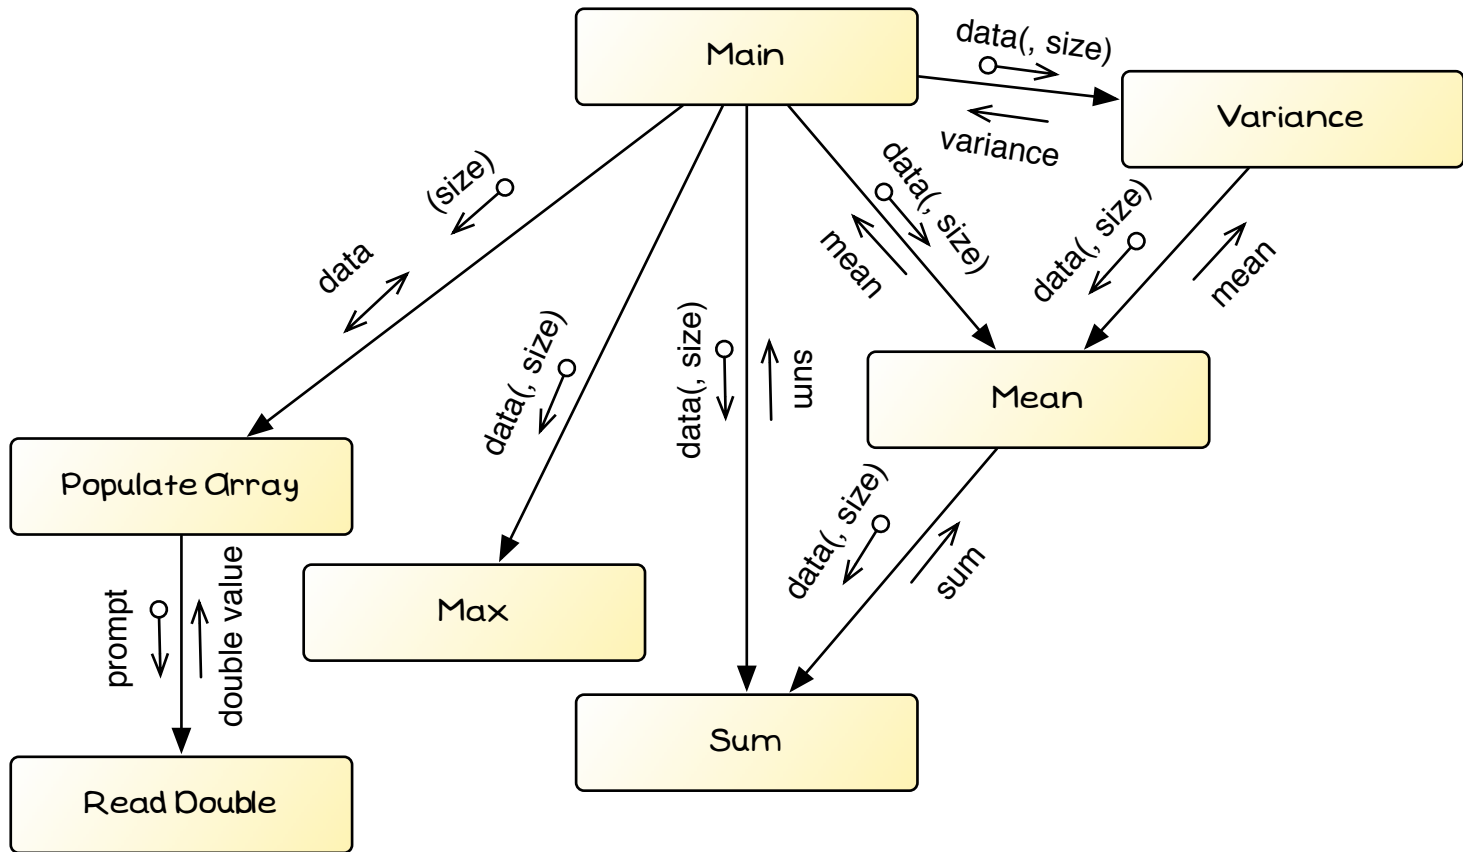 Main
data(, size)
variance
Variance
(size)
data
data(, size)
mean
data(, size)
mean
data(, size)
data(, size)
sum
Mean
Populate Array
prompt
double value
data(, size)
sum
Max
Sum
Read Double